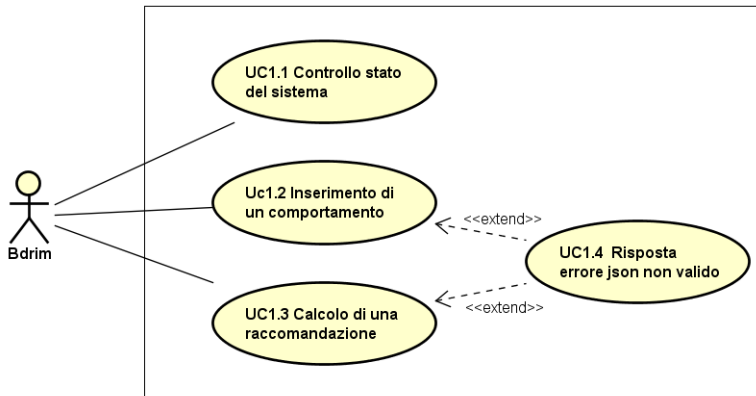 UC1.1 Controllo stato
del sistema
Uc1.2 Inserimento di
un comportamento
<<extend>>
UC1.4 Risposta
errore json non valido
Bdrim
<<extend>>
UC1.3 Calcolo di una
raccomandazione